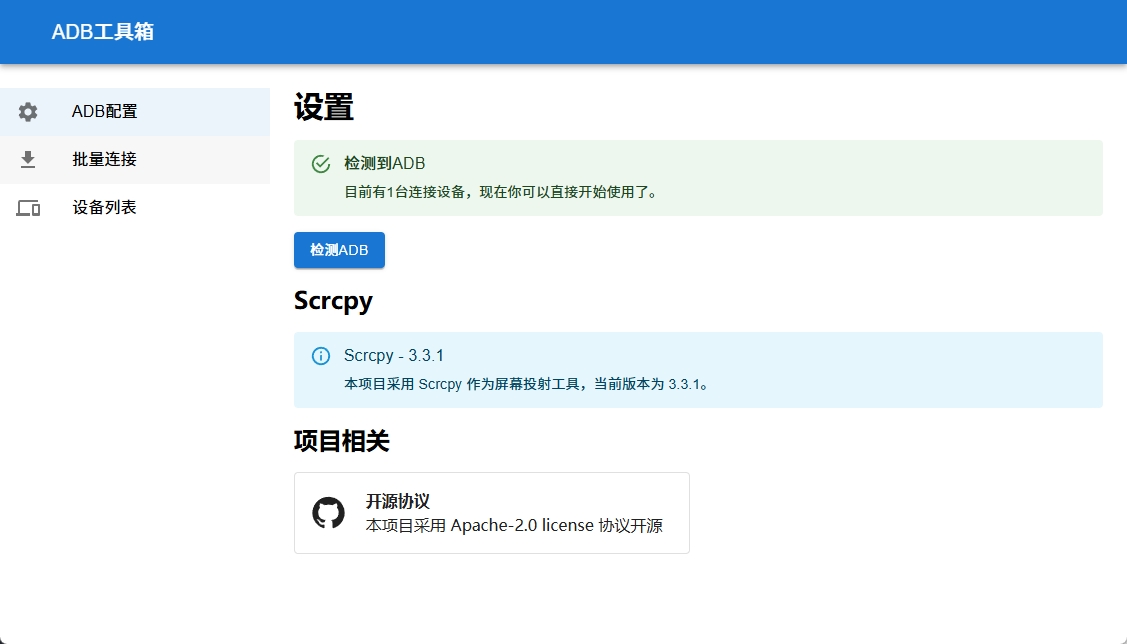 ADB工具箱
ADB配置
批量连接
设备列表
设置
检测到ADB
目前有1台连接设备，现在你可以直接开始使用了。
检测ADB
Scrcpy
Scrcpy - 3.3.1
本项目采用 Scrcpy 作为屏幕投射工具，当前版本为 3.3.1。
项目相关
开源协议
本项目采用 Apache-2.0 license 协议开源